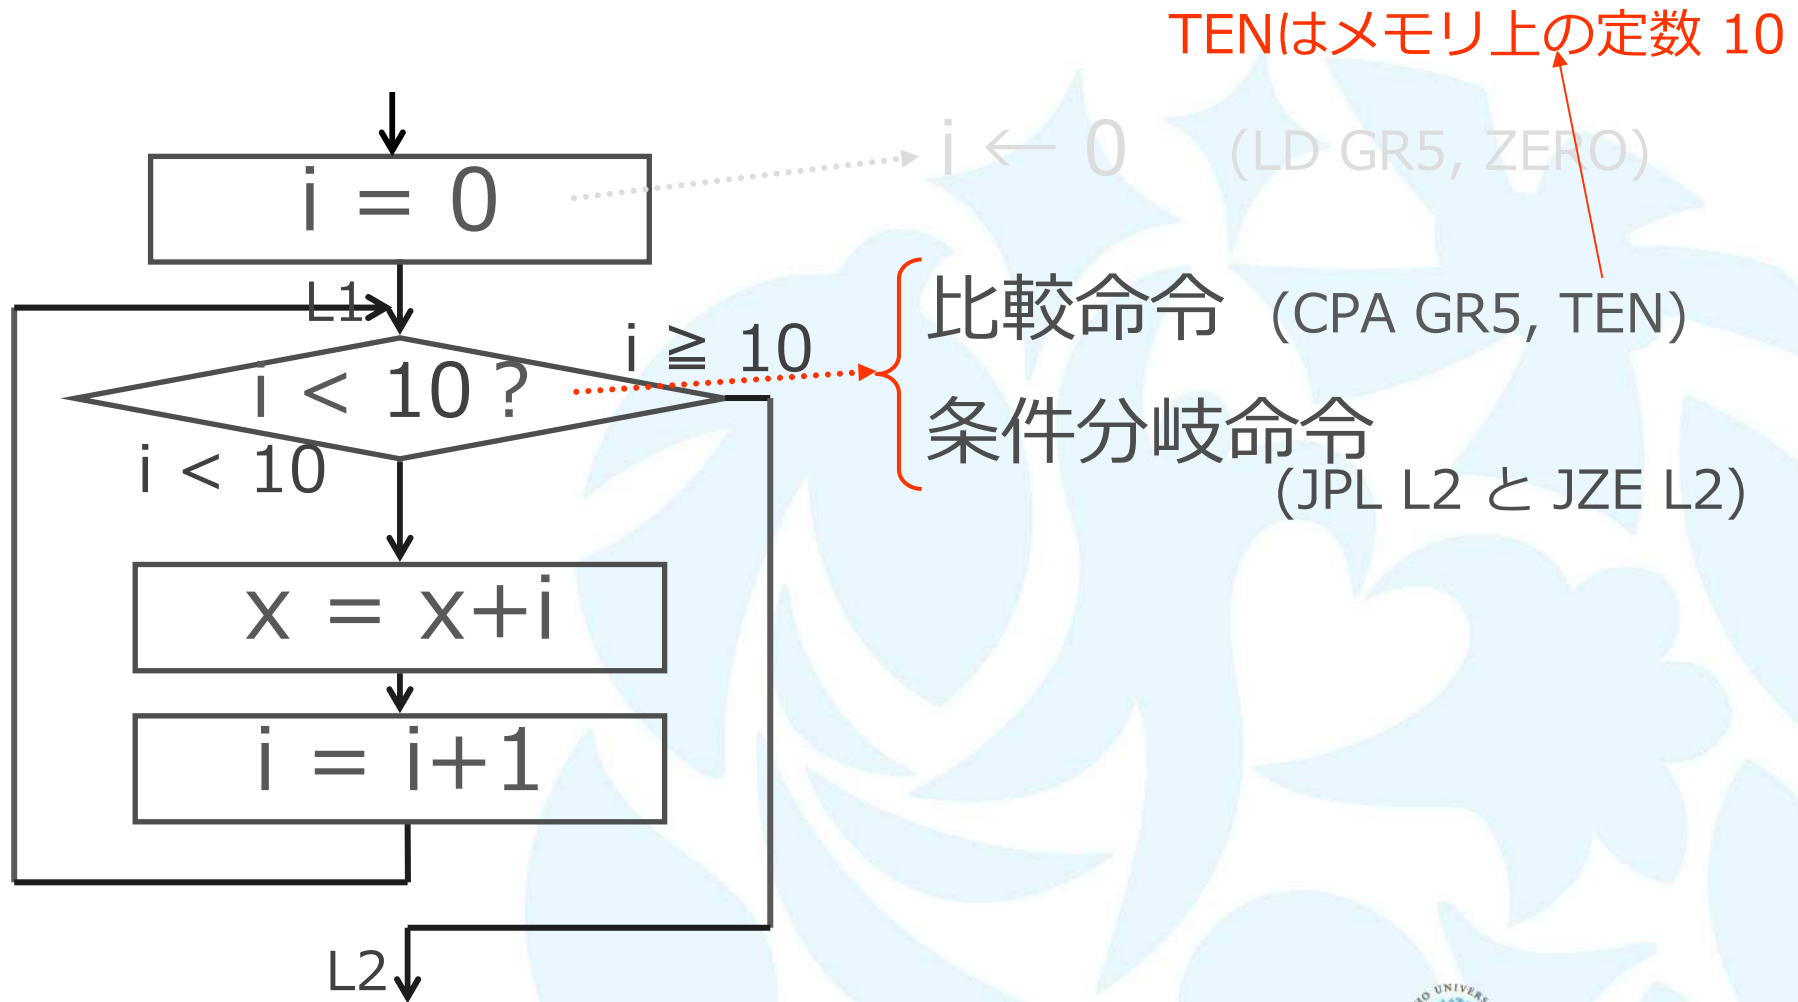 TENはメモリ上の定数 10
i ← 0 (LD GR5, ZERO)
i = 0
L1
比較命令 (CPA GR5, TEN)
i ≧ 10
i < 10 ?
条件分岐命令
i < 10
(JPL L2 と JZE L2)
x = x+i
i = i+1
L2